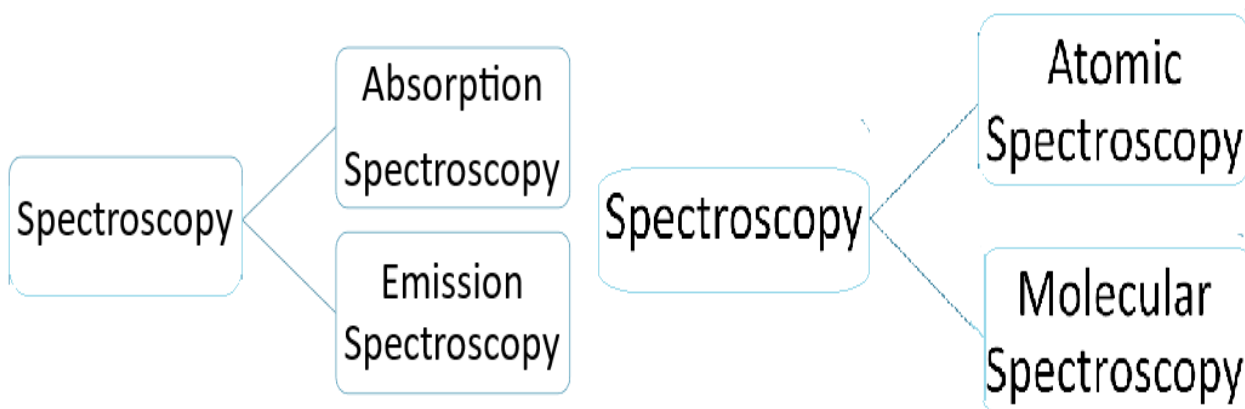 Spectroscopy
Absorption
Spectroscopy
Emission
Spectroscopy
Spectroscopy
Atomic
Spectroscopy
Molecular
Spectroscopy